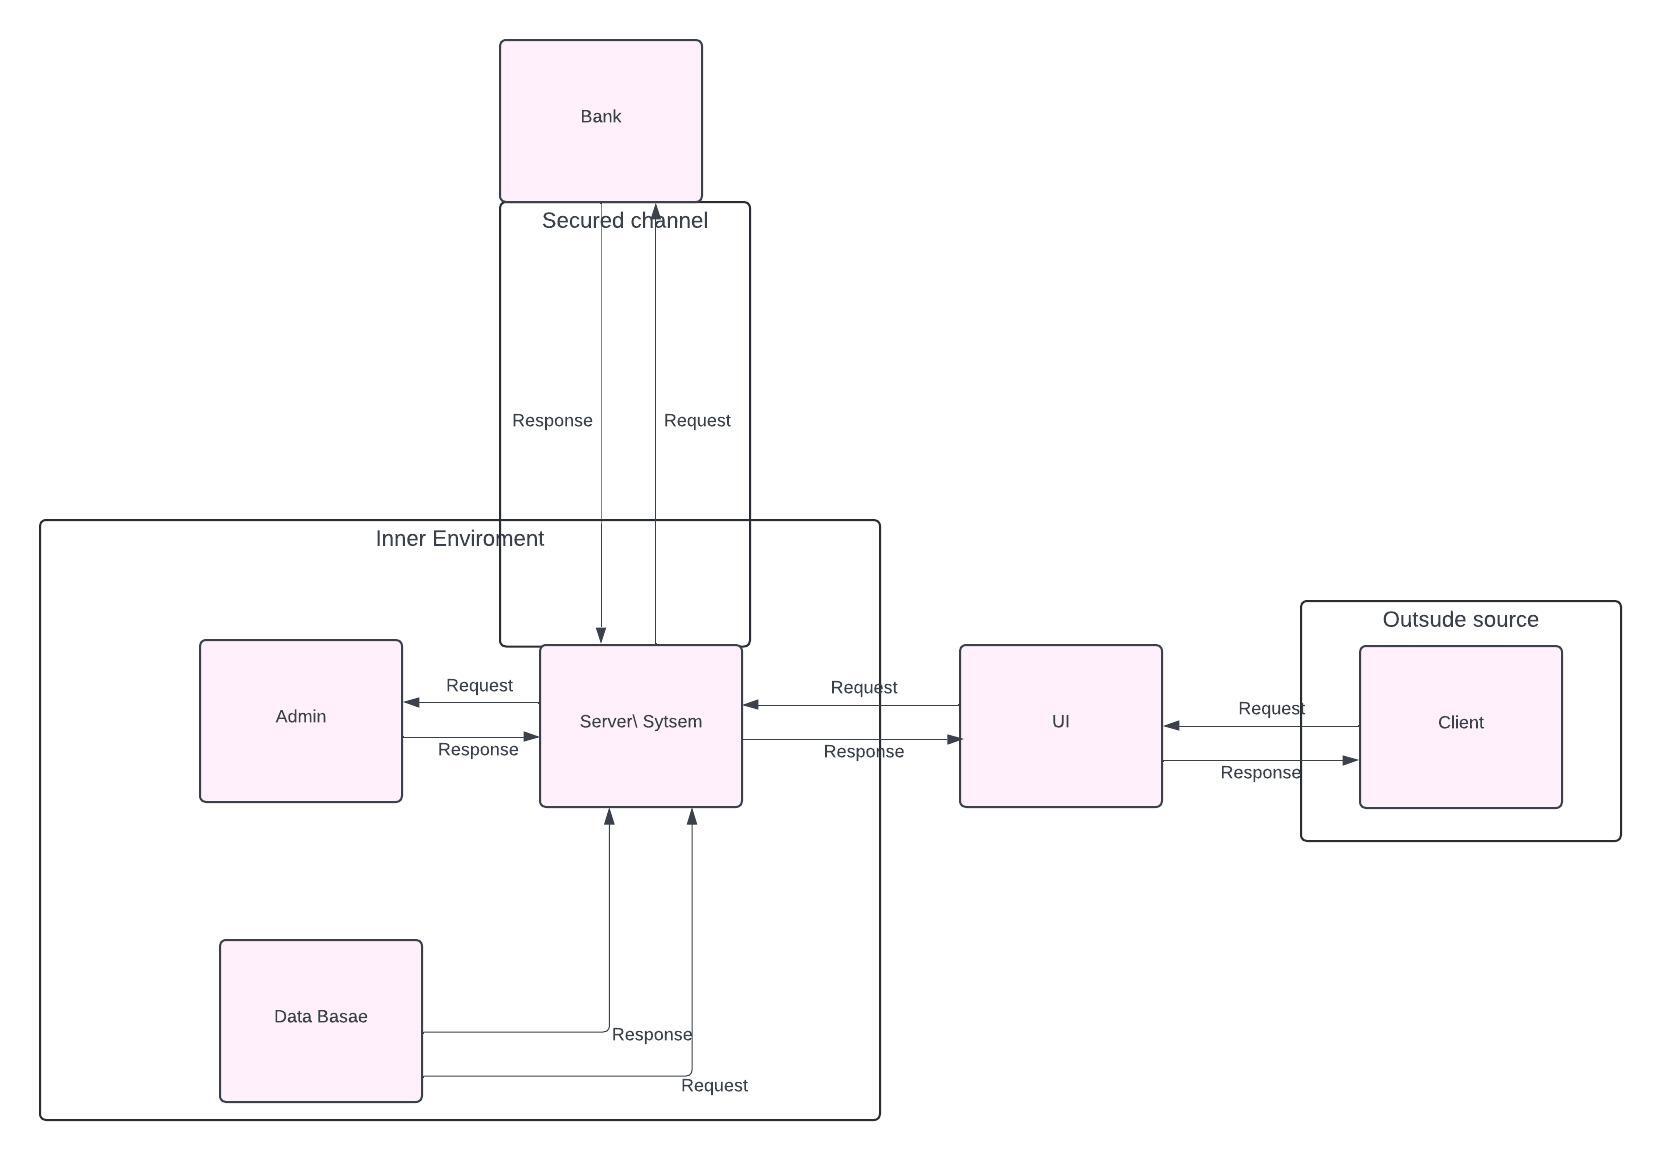 Bank
Secured channel
Response
Request
Inner Enviroment
Outsude source
Request
Request
Admin
Server\ Sytsem
UI
Request
Client
Response
Response
Response
Data Basae
Response
Request